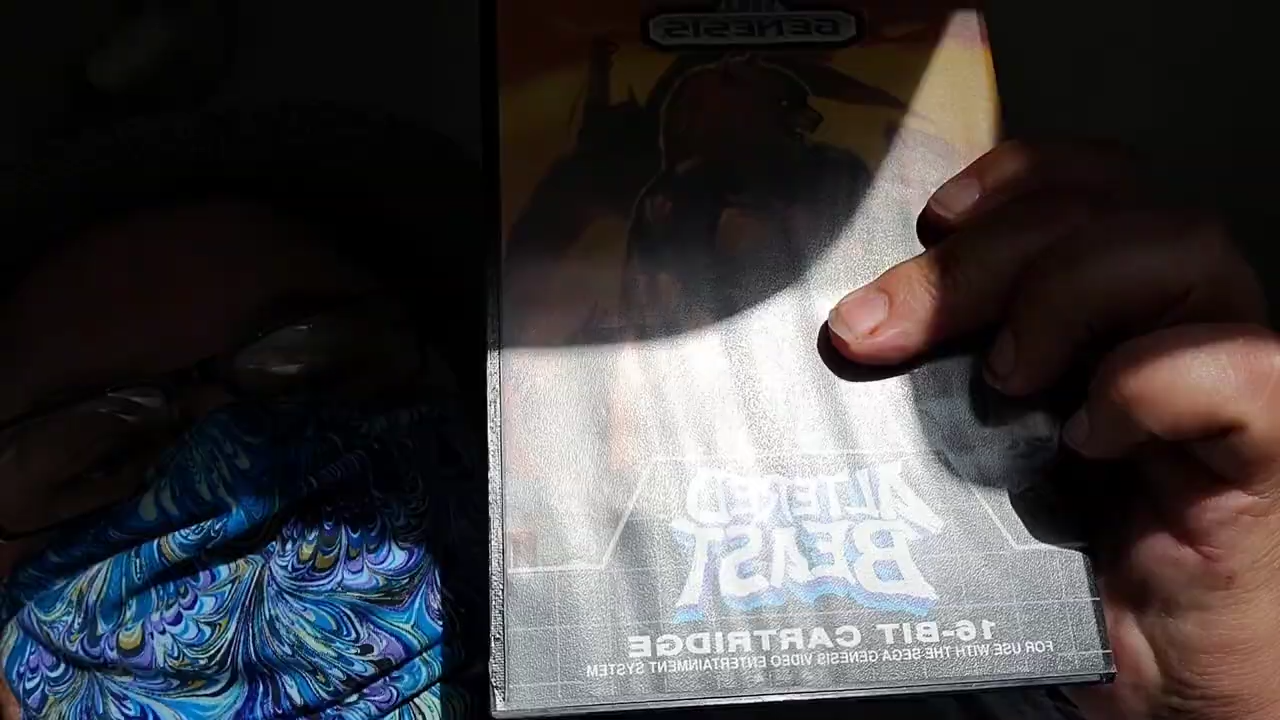 GENESIS
ALTERED
BEAST
16-BIT CARTRIDGE
FOR USE WITH THE SEGA GENESIS VIDEO ENTERTAINMENT SYSTEM